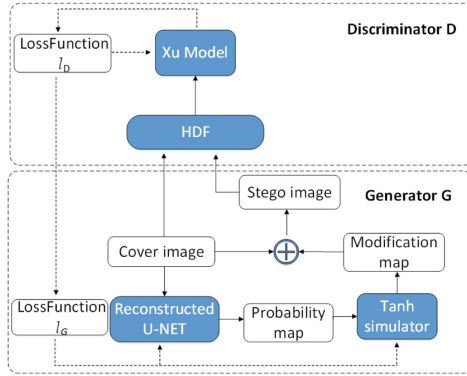 Discriminator D
LossFunction
l_D
Xu Model
HDF
Stego image
Generator G
Cover image
Modification
map
LossFunction
l_G
Reconstructed
U-NET
Probability
map
Tanh
simulator